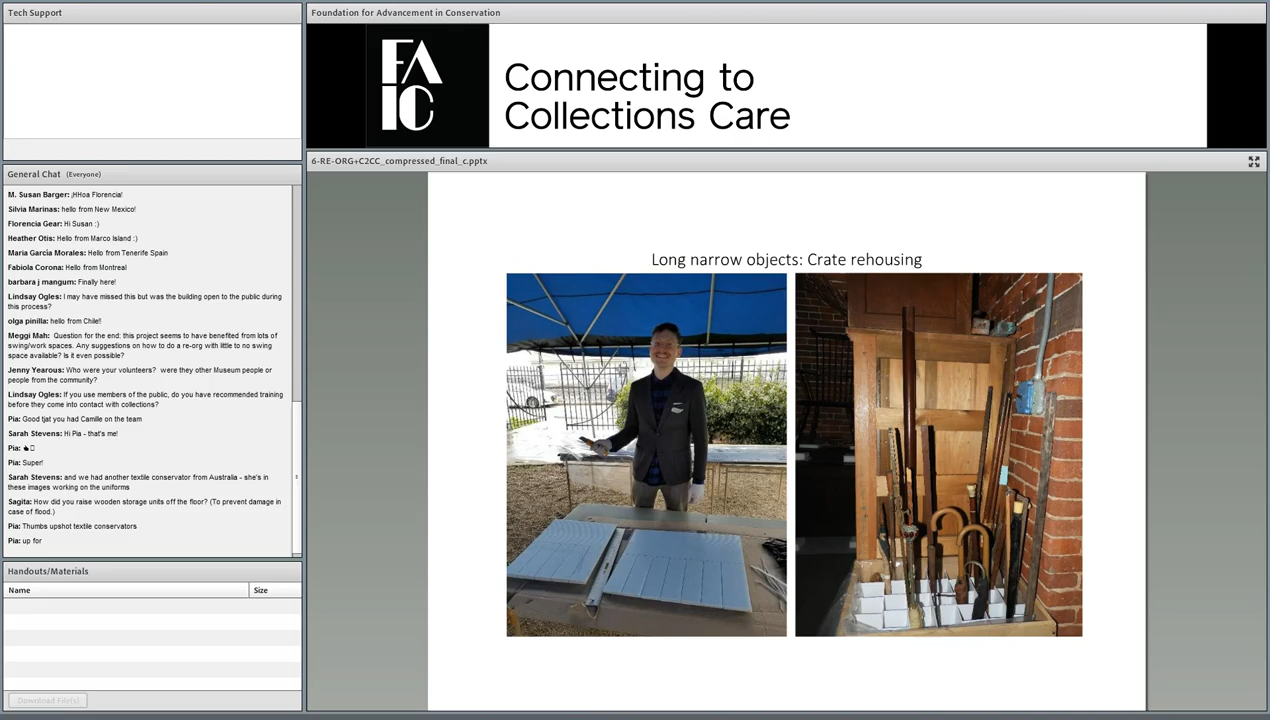 Tech Support
Foundation for Advancement in Conservation
FA
IC
Connecting to
Collections Care
General Chat (Everyone)
M. Susan Barger: ¡HHoa Florencia!
Silvia Marinas: hello from New Mexico!
Florencia Gear: Hi Susan :)
Heather Otis: Hello from Marco Island :)
Maria García Morales: Hello from Tenerife Spain
Fabiola Corona: Hello from Montreal
barbara j mangum: Finally here!
Lindsay Ogles: I may have missed this but was the building open to the public during
this process?
olga pinilla: hello from Chile!!
Meggi Mah: Question for the end: this project seems to have benefited from lots of
swing/work spaces. Any suggestions on how to do a re-org with little to no swing
space available? Is it even possible?
Jenny Yearous: Who were your volunteers? were they other Museum people or
people from the community?
Lindsay Ogles: If you use members of the public, do you have recommended training
before they come into contact with collections?
Pia: Good tjat you had Camille on the team
Sarah Stevens: Hi Pia - that's me!
Pia:
Pia: Super!
Sarah Stevens: and we had another textile conservator from Australia - she's in
these images working on the uniforms
Sagita: How did you raise wooden storage units off the floor? (To prevent damage in
case of flood.)
Pia: Thumbs upshot textile conservators
Pia: up for
Handouts/Materials
Name Size
Download File(s)
6-RE-ORG+C2CC_compressed_final_c.pptx
Long narrow objects: Crate rehousing